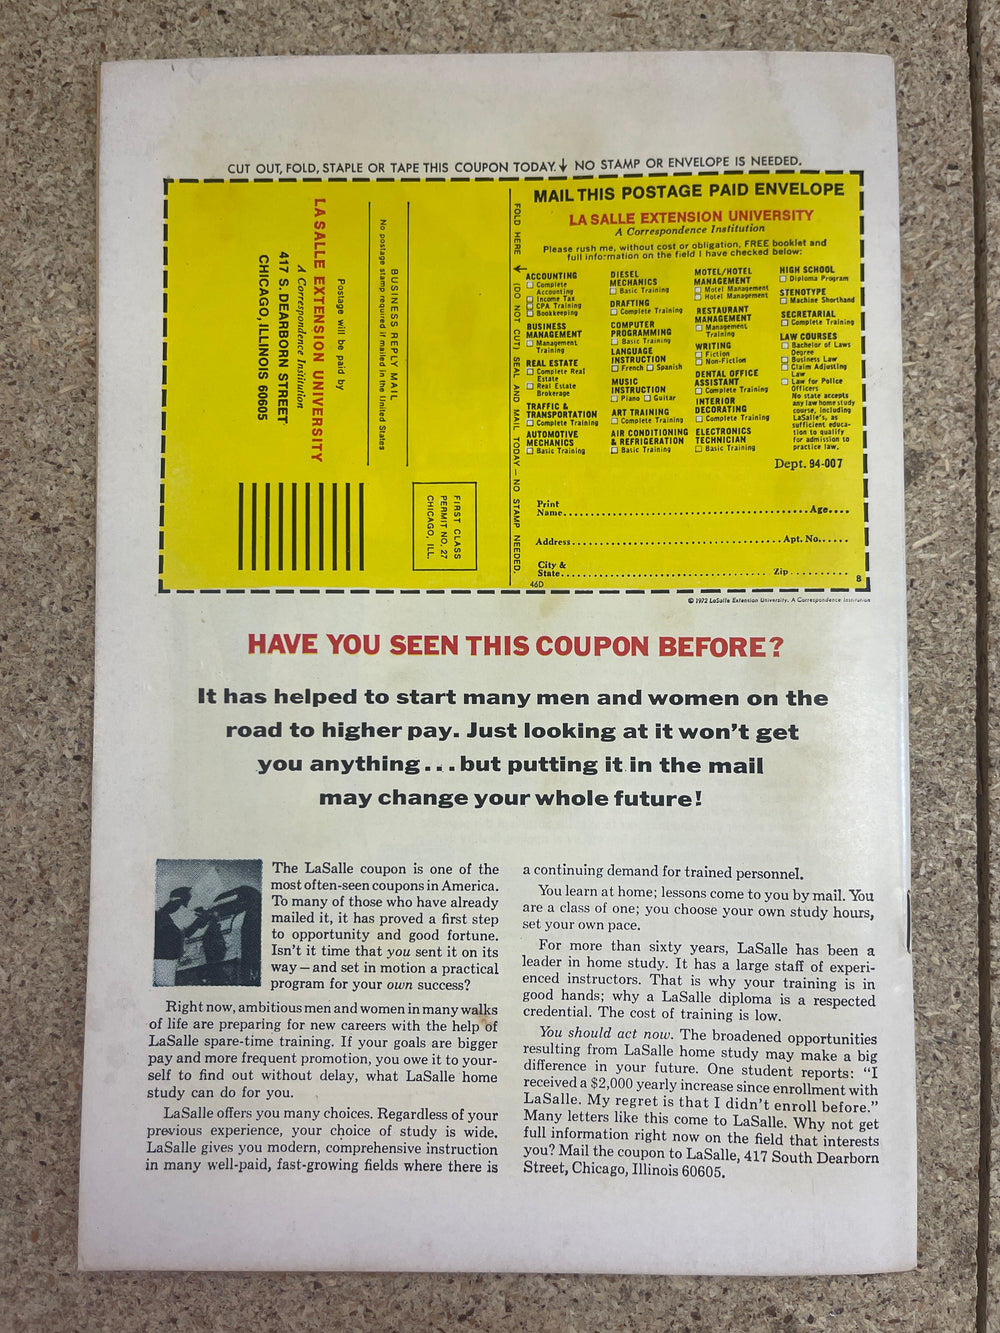 CUT OUT, FOLD, STAPLE OR TAPE THIS COUPON TODAY. ↓ NO STAMP OR ENVELOPE IS NEEDED.
LA SALLE EXTENSION UNIVERSITY
A Correspondence Institution
417 S. DEARBORN STREET
CHICAGO, ILLINOIS 60605
Postage will be paid by
BUSINESS REPLY MAIL
No postage stamp required if mailed in the United States
FIRST CLASS
PERMIT NO. 27
CHICAGO, ILL.
FOLD HERE (DO NOT CUT) SEAL AND MAIL TODAY—NO STAMP NEEDED.
MAIL THIS POSTAGE PAID ENVELOPE
LA SALLE EXTENSION UNIVERSITY
A Correspondence Institution
Please rush me, without cost or obligation, FREE booklet and
full information on the field I have checked below:
ACCOUNTING
Complete
Accounting
Income Tax
CPA Training
Bookkeeping
BUSINESS
MANAGEMENT
Management
Training
REAL ESTATE
Complete Real
Estate
Real Estate
Brokerage
TRAFFIC &
TRANSPORTATION
Complete Training
AUTOMOTIVE
MECHANICS
Basic Training
DIESEL
MECHANICS
Basic Training
DRAFTING
Complete Training
COMPUTER
PROGRAMMING
Basic Training
LANGUAGE
INSTRUCTION
French Spanish
MUSIC
INSTRUCTION
Piano Guitar
ART TRAINING
Complete Training
AIR CONDITIONING
& REFRIGERATION
Basic Training
MOTEL/HOTEL
MANAGEMENT
Motel Management
Hotel Management
RESTAURANT
MANAGEMENT
Management
Training
WRITING
Fiction
Non-Fiction
DENTAL OFFICE
ASSISTANT
Complete Training
INTERIOR
DECORATING
Complete Training
ELECTRONICS
TECHNICIAN
Basic Training
HIGH SCHOOL
Diploma Program
STENOTYPE
Machine Shorthand
SECRETARIAL
Complete Training
LAW COURSES
Bachelor of Laws
Degree
Business Law
Claim Adjusting
Law
Law for Police
Officers
No state accepts
any law home study
course, including
LaSalle's, as
sufficient educa-
tion to qualify
for admission to
practice law.
Dept. 94-007
Print
Name Age
Address Apt. No.
City &
State Zip
46D 8
© 1972 LaSalle Extension University. A Correspondence Institution
HAVE YOU SEEN THIS COUPON BEFORE?
It has helped to start many men and women on the
road to higher pay. Just looking at it won't get
you anything...but putting it in the mail
may change your whole future!
The LaSalle coupon is one of the
most often-seen coupons in America.
To many of those who have already
mailed it, it has proved a first step
to opportunity and good fortune.
Isn't it time that you sent it on its
way—and set in motion a practical
program for your own success?
Right now, ambitious men and women in many walks
of life are preparing for new careers with the help of
LaSalle spare-time training. If your goals are bigger
pay and more frequent promotion, you owe it to your-
self to find out without delay, what LaSalle home
study can do for you.
LaSalle offers you many choices. Regardless of your
previous experience, your choice of study is wide.
LaSalle gives you modern, comprehensive instruction
in many well-paid, fast-growing fields where there is
a continuing demand for trained personnel.
You learn at home; lessons come to you by mail. You
are a class of one; you choose your own study hours,
set your own pace.
For more than sixty years, LaSalle has been a
leader in home study. It has a large staff of experi-
enced instructors. That is why your training is in
good hands; why a LaSalle diploma is a respected
credential. The cost of training is low.
You should act now. The broadened opportunities
resulting from LaSalle home study may make a big
difference in your future. One student reports: "I
received a $2,000 yearly increase since enrollment with
LaSalle. My regret is that I didn't enroll before."
Many letters like this come to LaSalle. Why not get
full information right now on the field that interests
you? Mail the coupon to LaSalle, 417 South Dearborn
Street, Chicago, Illinois 60605.